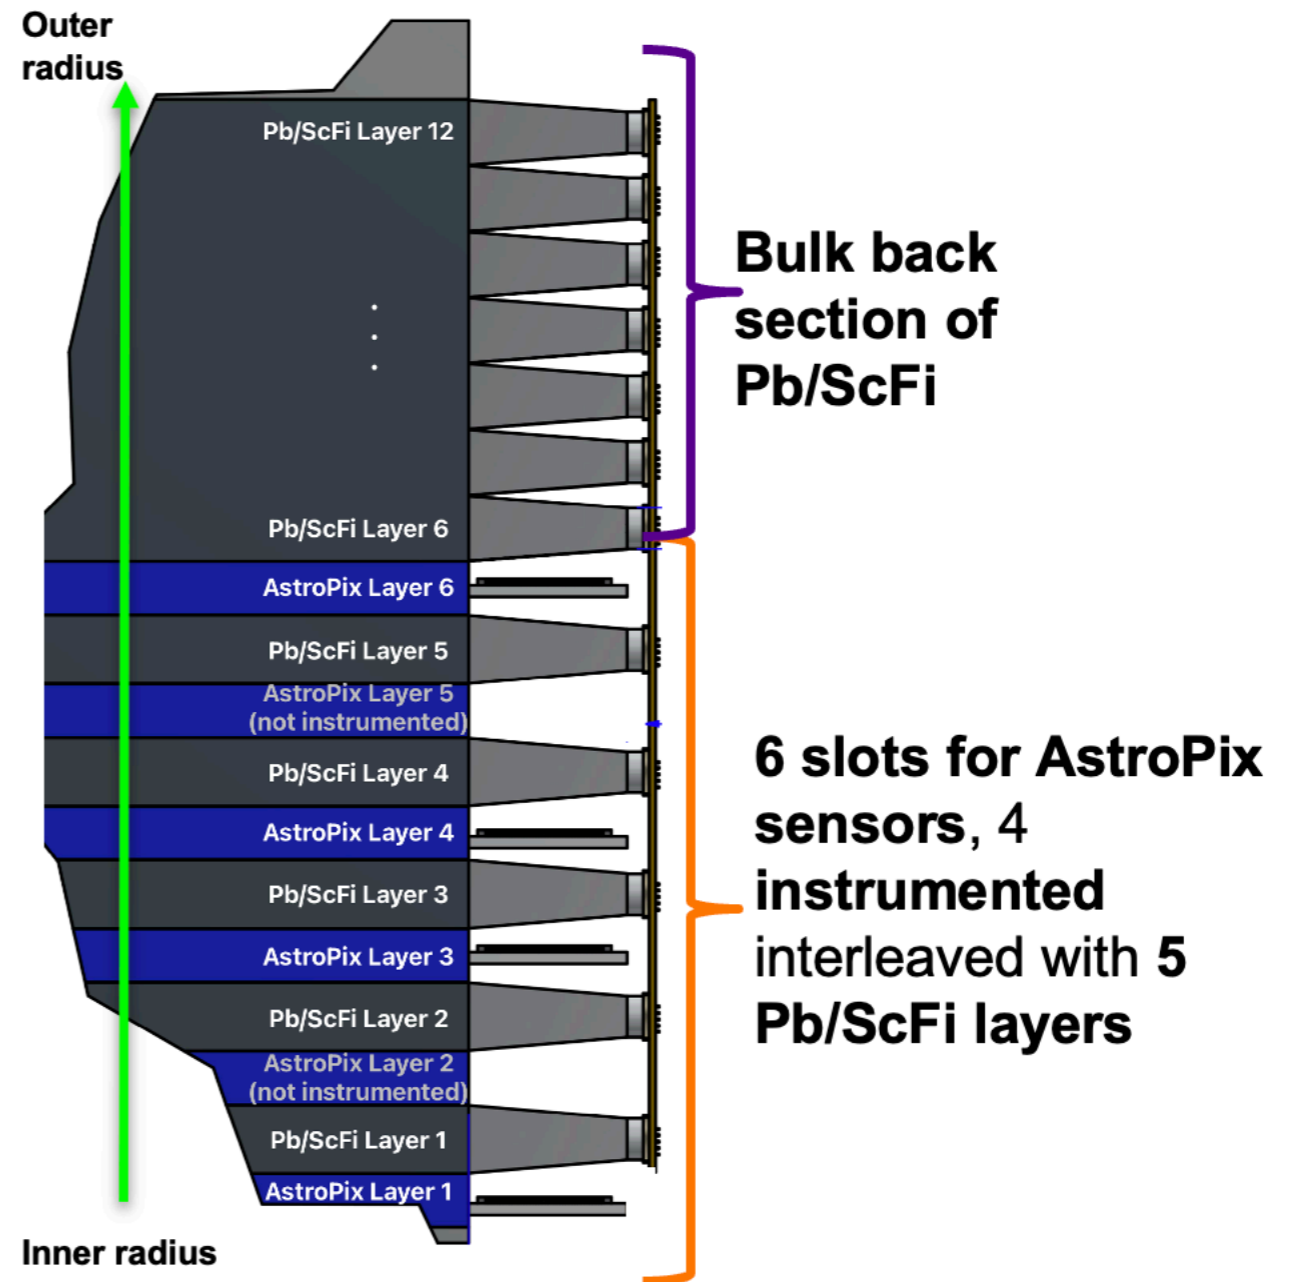 Outer
radius
Pb/ScFi Layer 12
Bulk back
section of
Pb/ScFi
Pb/ScFi Layer 6
AstroPix Layer 6
Pb/ScFi Layer 5
AstroPix Layer 5
(not instrumented)
Pb/ScFi Layer 4
AstroPix Layer 4
Pb/ScFi Layer 3
AstroPix Layer 3
Pb/ScFi Layer 2
AstroPix Layer 2
(not instrumented)
Pb/ScFi Layer 1
AstroPix Layer 1
6 slots for AstroPix
sensors, 4
instrumented
interleaved with 5
Pb/ScFi layers
Inner radius